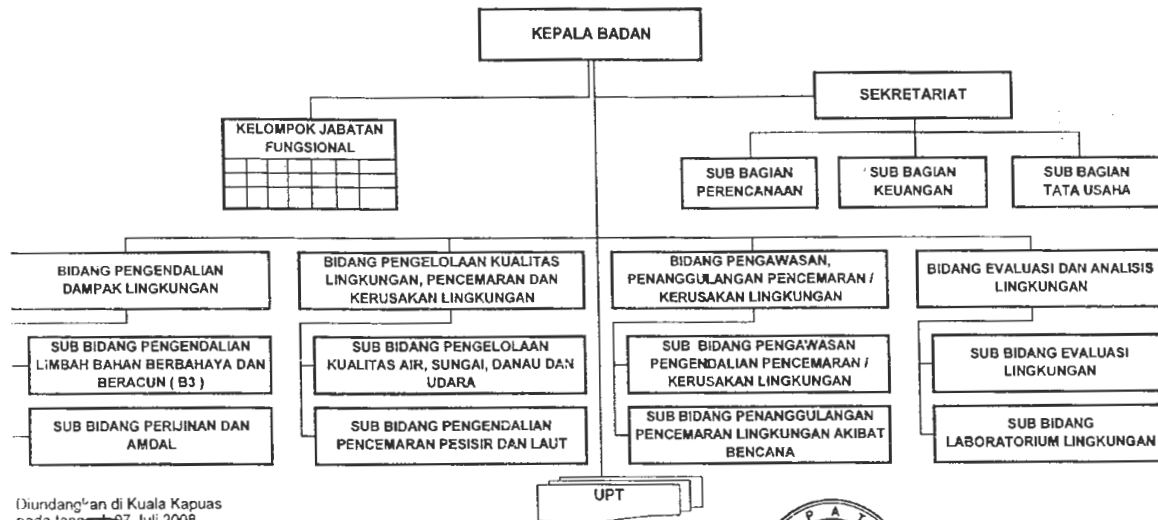 KEPALA BADAN
SEKRETARIAT
KELOMPOK JABATAN
FUNGSIONAL
SUB BAGIAN
PERENCANAAN
SUB BAGIAN
KEUANGAN
SUB BAGIAN
TATA USAHA
BIDANG PENGENDALIAN
DAMPAK LINGKUNGAN
BIDANG PENGELOLAAN KUALITAS
LINGKUNGAN, PENCEMARAN DAN
KERUSAKAN LINGKUNGAN
BIDANG PENGAWASAN,
PENANGGULANGAN PENCEMARAN /
KERUSAKAN LINGKUNGAN
BIDANG EVALUASI DAN ANALISIS
LINGKUNGAN
SUB BIDANG PENGENDALIAN
LIMBAH BAHAN BERBAHAYA DAN
BERACUN ( B3 )
SUB BIDANG PENGELOLAAN
KUALITAS AIR, SUNGAI, DANAU DAN
UDARA
SUB BIDANG PENGAWASAN
PENGENDALIAN PENCEMARAN /
KERUSAKAN LINGKUNGAN
SUB BIDANG EVALUASI
LINGKUNGAN
SUB BIDANG PERIJINAN DAN
AMDAL
SUB BIDANG PENGENDALIAN
PENCEMARAN PESISIR DAN LAUT
SUB BIDANG PENANGGULANGAN
PENCEMARAN LINGKUNGAN AKIBAT
BENCANA
SUB BIDANG
LABORATORIUM LINGKUNGAN
UPT
Diundangkan di Kuala Kapuas
07 Juli 2008
P A T